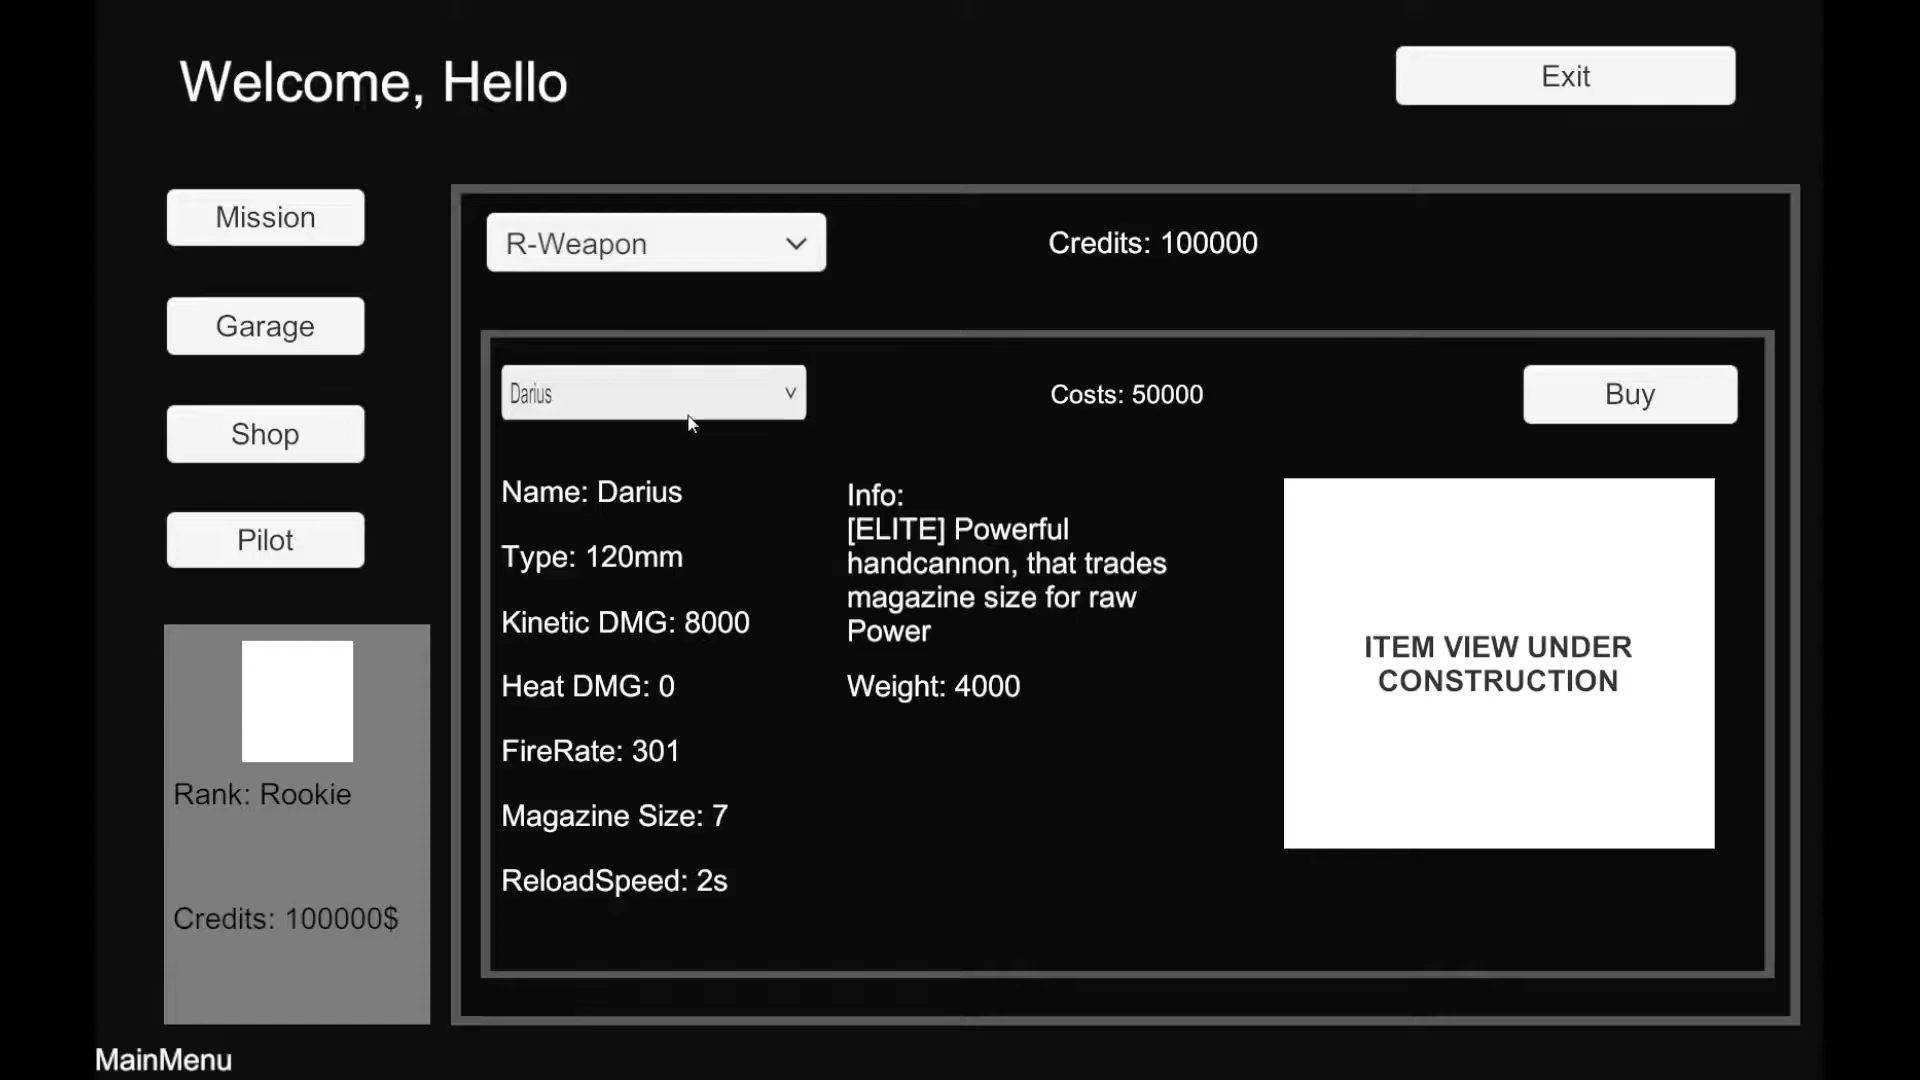 Welcome, Hello
Exit
Mission
Garage
Shop
Pilot
Rank: Rookie
Credits: 100000$
R-Weapon
Credits: 100000
Darius
Costs: 50000
Buy
Name: Darius
Type: 120mm
Kinetic DMG: 8000
Heat DMG: 0
FireRate: 301
Magazine Size: 7
ReloadSpeed: 2s
Info:
[ELITE] Powerful
handcannon, that trades
magazine size for raw
Power
Weight: 4000
ITEM VIEW UNDER
CONSTRUCTION
MainMenu